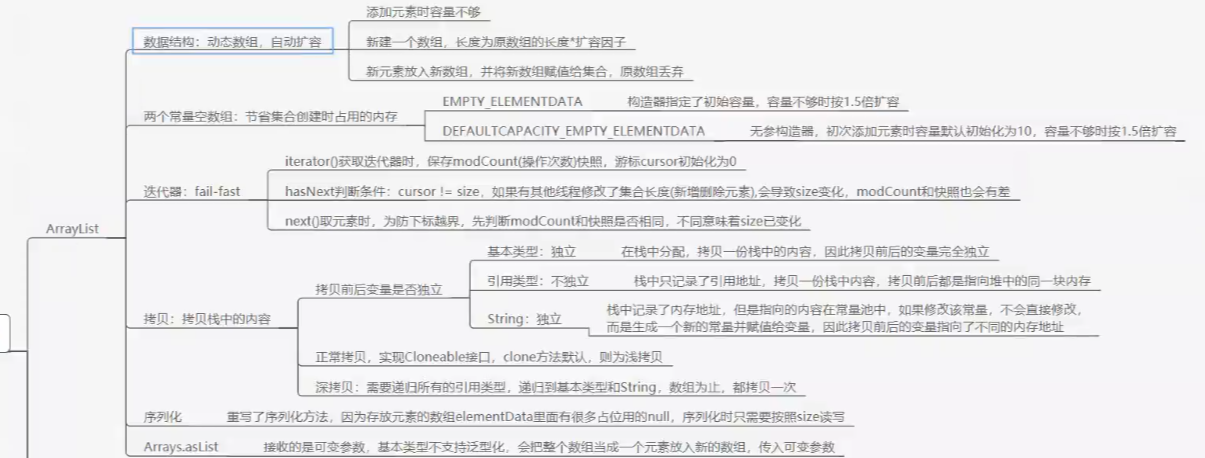 ArrayList
数据结构：动态数组，自动扩容
添加元素时容量不够
新建一个数组，长度为原数组的长度*扩容因子
新元素放入新数组，并将新数组赋值给集合，原数组丢弃
两个常量空数组：节省集合创建时占用的内存
EMPTY_ELEMENTDATA
构造器指定了初始容量，容量不够时按1.5倍扩容
DEFAULTCAPACITY_EMPTY_ELEMENTDATA
无参构造器，初次添加元素时容量默认初始化为10，容量不够时按1.5倍扩容
迭代器：fail-fast
iterator()获取迭代器时，保存modCount(操作次数)快照，游标cursor初始化为0
hasNext判断条件：cursor != size，如果有其他线程修改了集合长度(新增删除元素),会导致size变化，modCount和快照也会有差
next()取元素时，为防下标越界，先判断modCount和快照是否相同，不同意味着size已变化
拷贝：拷贝栈中的内容
拷贝前后变量是否独立
基本类型：独立
在栈中分配，拷贝一份栈中的内容，因此拷贝前后的变量完全独立
引用类型：不独立
栈中只记录了引用地址，拷贝一份栈中内容，拷贝前后都是指向堆中的同一块内存
String：独立
栈中记录了内存地址，但是指向的内容在常量池中，如果修改该常量，不会直接修改，
而是生成一个新的常量并赋值给变量，因此拷贝前后的变量指向了不同的内存地址
正常拷贝，实现Cloneable接口，clone方法默认，则为浅拷贝
深拷贝：需要递归所有的引用类型，递归到基本类型和String，数组为止，都拷贝一次
序列化
重写了序列化方法，因为存放元素的数组elementData里面有很多占位用的null，序列化时只需要按照size读写
Arrays.asList
接收的是可变参数，基本类型不支持泛型化，会把整个数组当成一个元素放入新的数组，传入可变参数